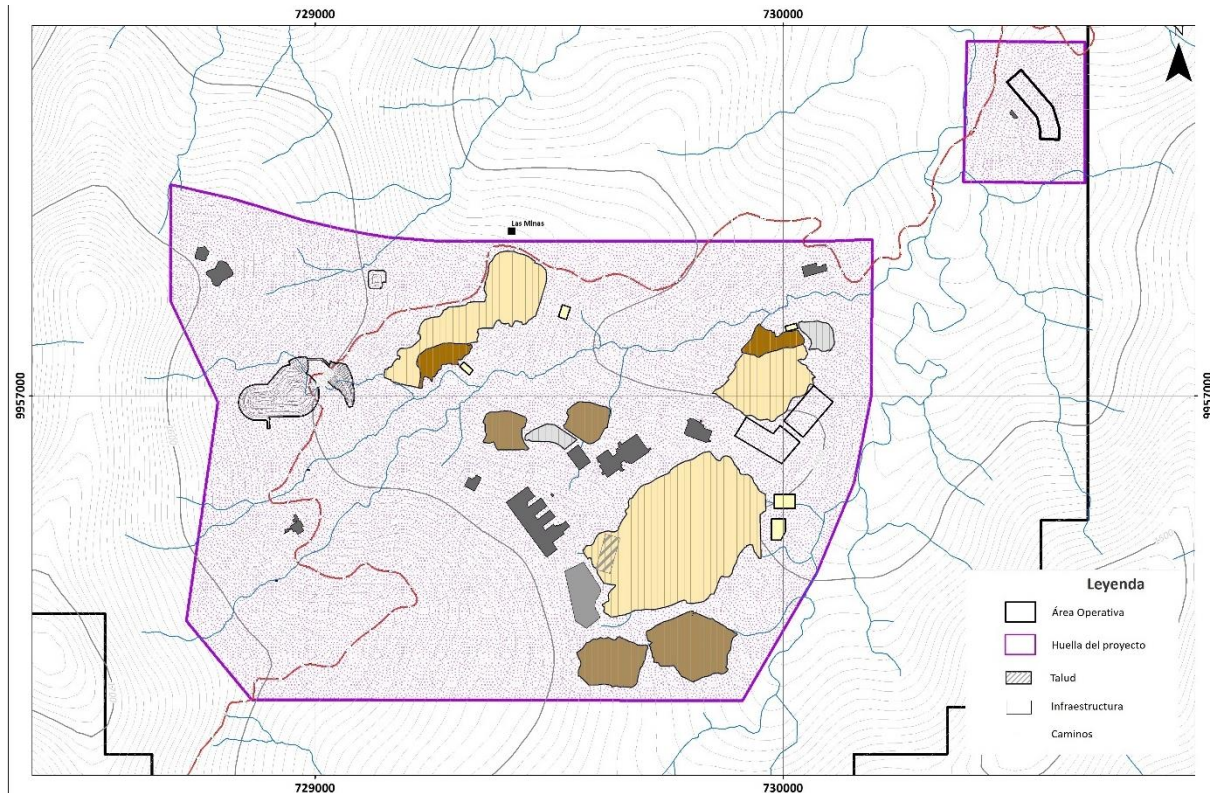 729000
730000
N
Las Minas
9957000
9957000
Leyenda
Área Operativa
Huella del proyecto
Talud
Infraestructura
Caminos
729000
730000